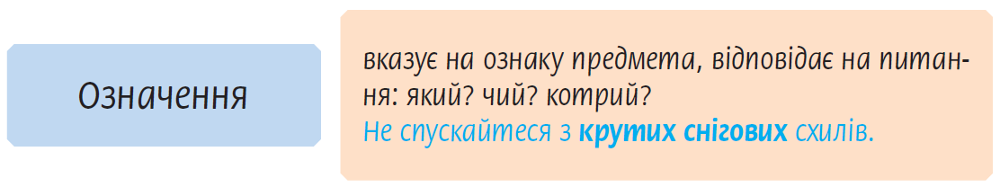 Означення
вказує на ознаку предмета, відповідає на питан-
ня: який? чий? котрий?
Не спускайтеся з крутих снігових схилів.